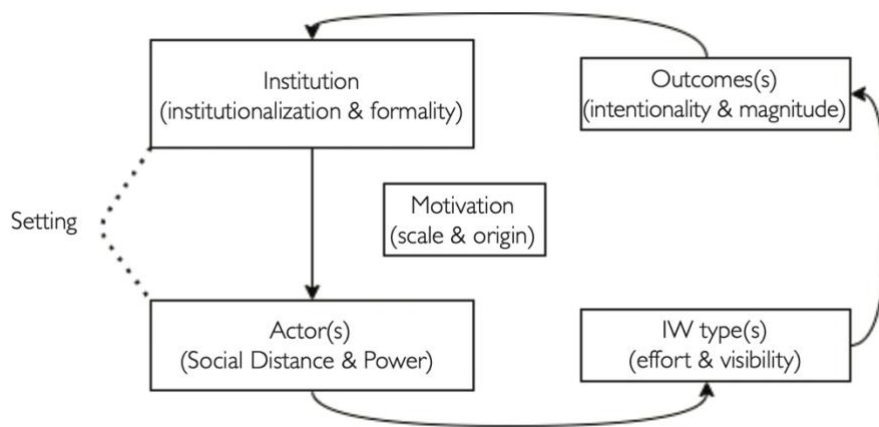 Institution
(institutionalization & formality)
Outcomes(s)
(intentionality & magnitude)
Setting
Motivation
(scale & origin)
Actor(s)
(Social Distance & Power)
IW type(s)
(effort & visibility)